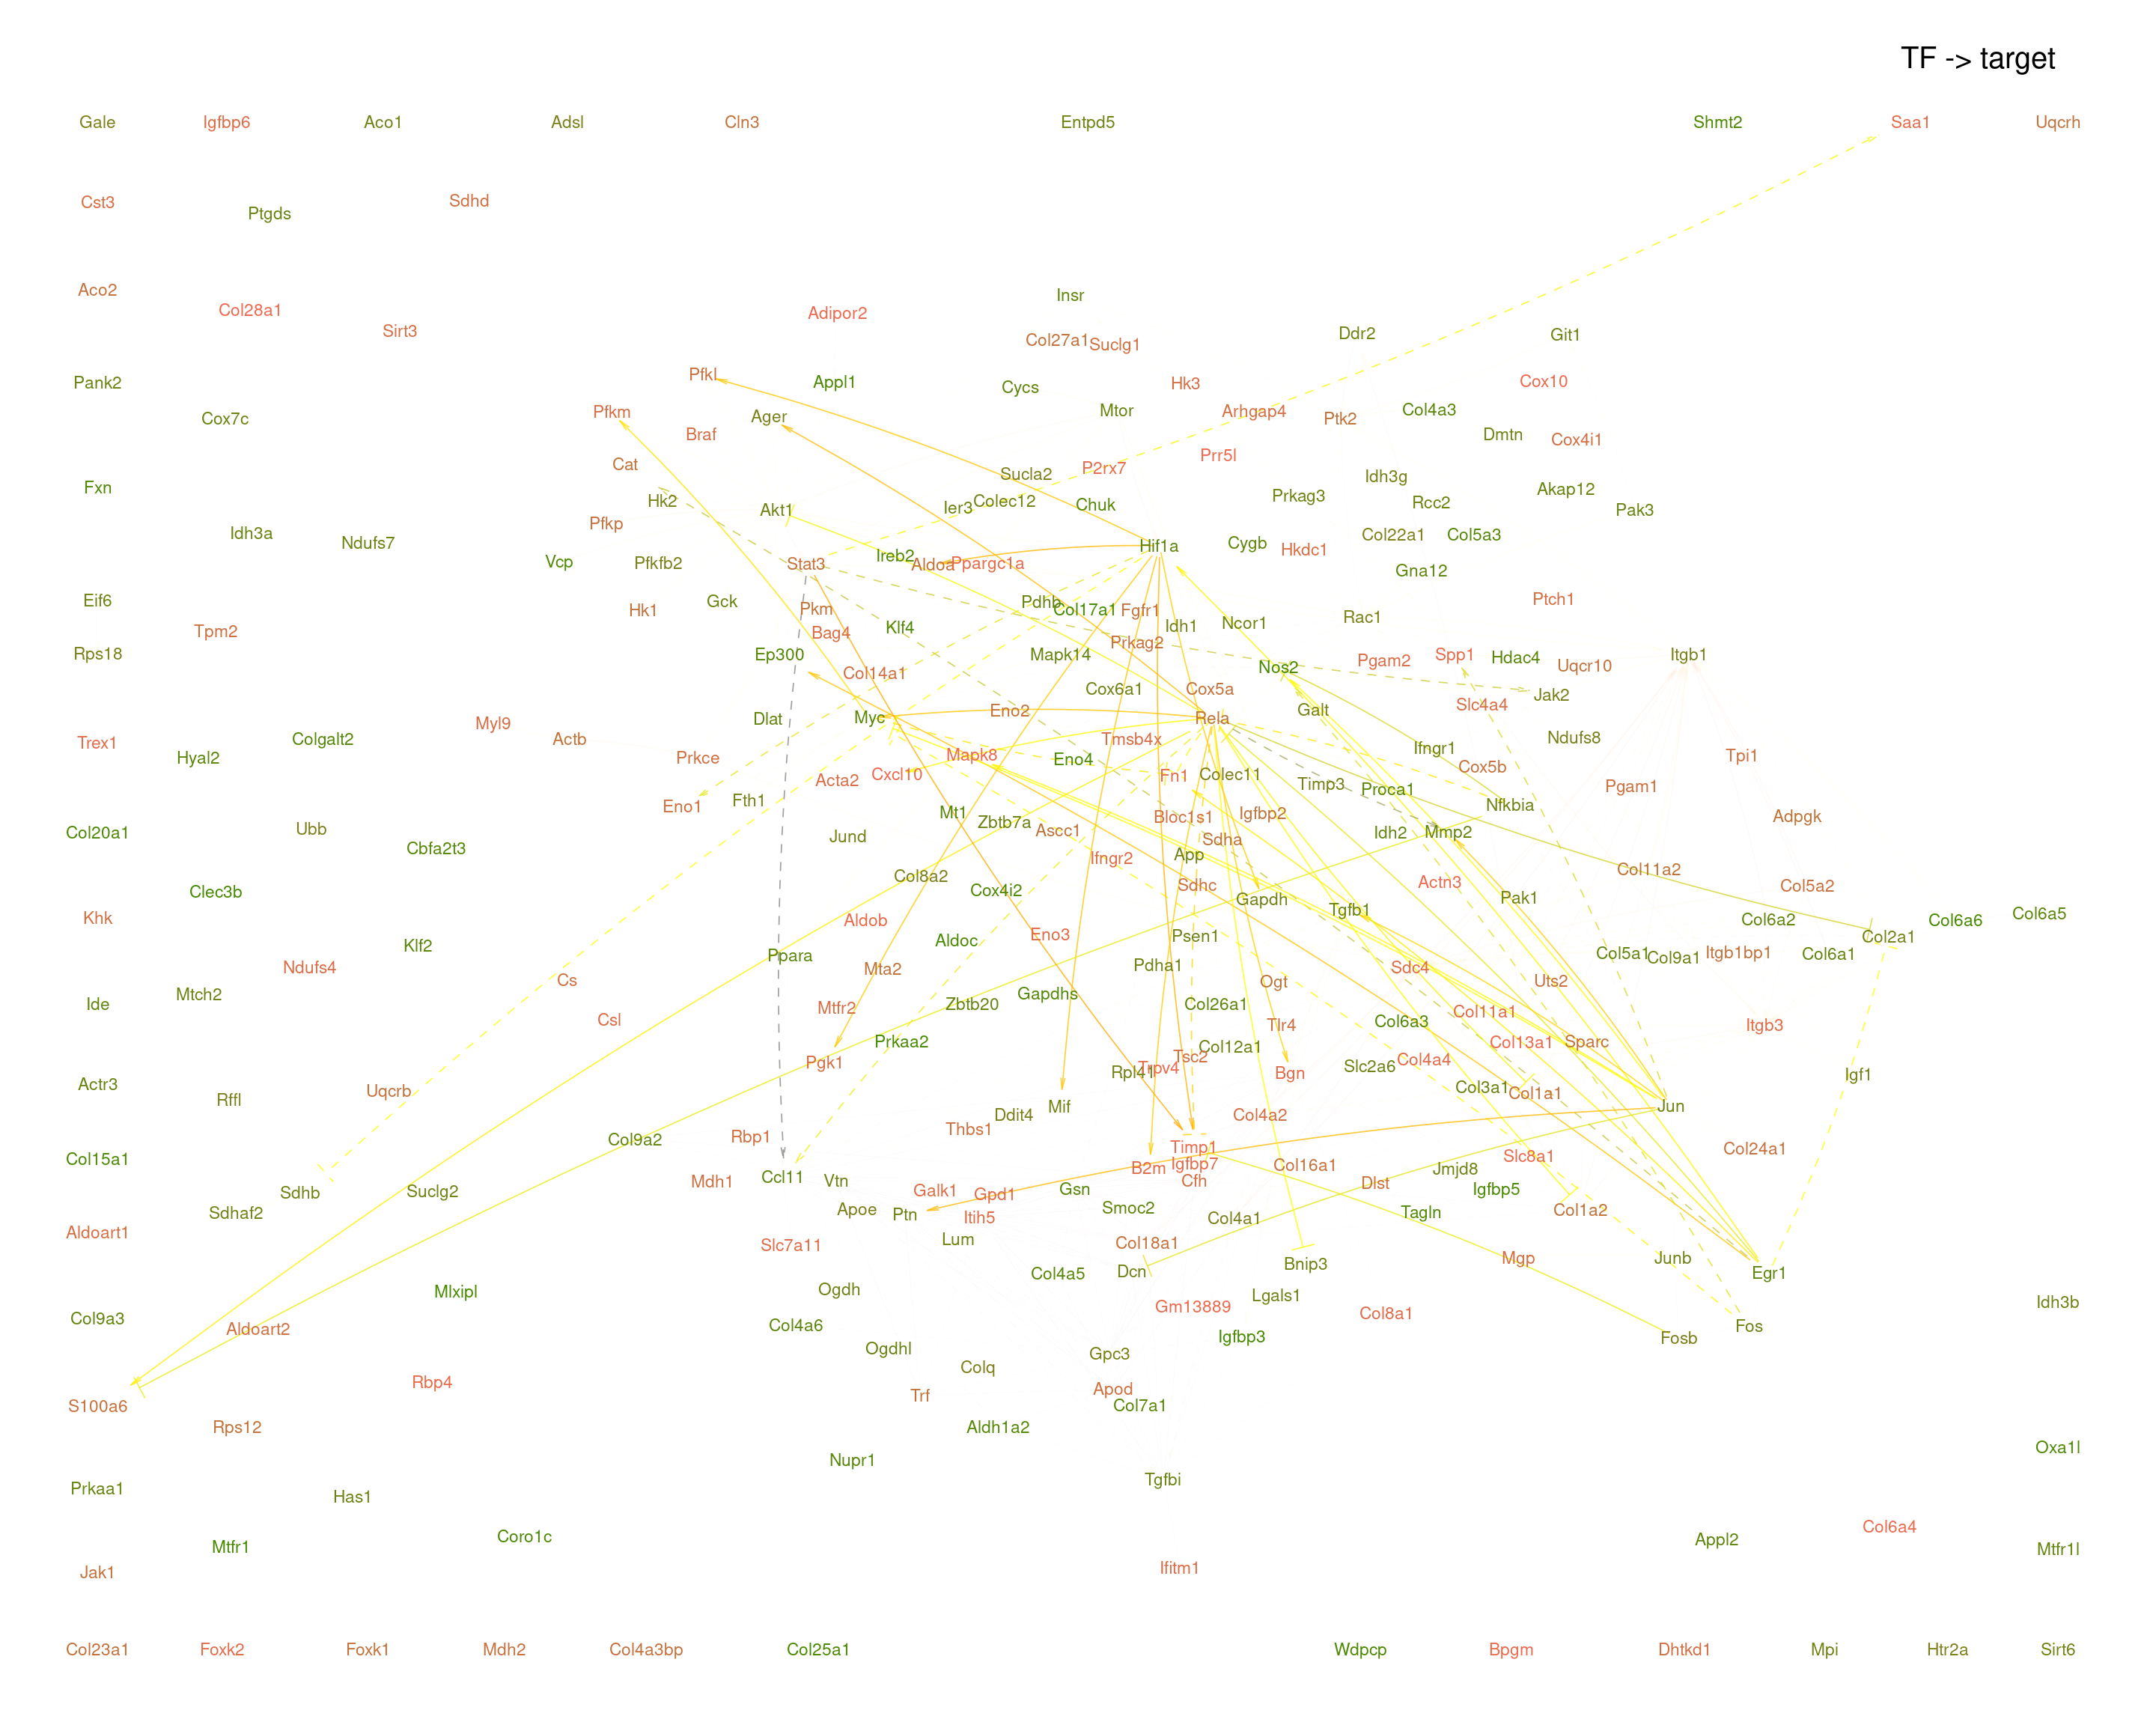 TF -> target
Gale Igfbp6 Aco1 Adsl Cln3 Entpd5 Shmt2 Saa1 Uqcrh
Cst3 Ptgds Sdhd
Aco2 Col28a1 Sirt3 Adipor2 Insr Col27a1 Suclg1 Ddr2 Git1
Pank2 Cox7c Pfkl Pfkm Ager Appl1 Cycs Mtor Hk3 Arhgap4 Ptk2 Col4a3 Cox10
Braf Cat P2rx7 Prr5l Dmtn Cox4i1
Fxn Hk2 Akt1 Ier3 Colec12 Sucla2 Chuk Prkag3 Idh3g Rcc2 Akap12 Pak3
Idh3a Ndufs7 Pfkp Hif1a Cygb Hkdc1 Col22a1 Col5a3
Vcp Pfkfb2 Stat3 Ireb2 Aldoa Ppargc1a Gna12
Eif6 Tpm2 Hk1 Gck Pkm Bag4 Klf4 Pdhb Col17a1 Fgfr1 Idh1 Ncor1 Rac1 Ptch1
Rps18 Ep300 Col14a1 Mapk14 Prkag2 Nos2 Pgam2 Spp1 Hdac4 Uqcr10 Itgb1
Cox6a1 Cox5a Jak2
Trex1 Hyal2 Colgalt2 Myl9 Actb Dlat Myc Eno2 Rela Galt Slc4a4
Prkce Mapk8 Tmsb4x Ifngr1 Ndufs8 Tpi1
Eno1 Fth1 Acta2 Cxcl10 Eno4 Fn1 Colec11 Timp3 Proca1 Cox5b Nfkbia Pgam1
Col20a1 Ubb Cbfa2t3 Jund Mt1 Zbtb7a Ascc1 Bloc1s1 Igfbp2 Sdha Idh2 Mmp2 Adpgk
Clec3b Col8a2 Cox4i2 Ifngr2 App Sdhc Gapdh Actn3 Pak1 Col11a2 Col5a2
Khk Klf2 Aldob Aldoc Eno3 Psen1 Tgfb1 Col6a2 Col2a1 Col6a6 Col6a5
Ndufs4 Cs Ppara Mta2 Pdha1 Ogt Sdc4 Uts2 Col5a1 Col9a1 Itgb1bp1 Col6a1
Ide Mtch2 Csl Mtfr2 Zbtb20 Gapdhs Col26a1 Tlr4 Col6a3 Col11a1 Itgb3
Actr3 Rffl Uqcrb Pgk1 Prkaa2 Rpl41 Trpv4 Tsc2 Col12a1 Bgn Slc2a6 Col4a4 Col13a1 Sparc Igf1
Col9a2 Rbp1 Thbs1 Ddit4 Mif Col4a2 Col3a1 Col1a1 Jun
Col15a1 Sdhb Suclg2 Mdh1 Ccl11 Vtn Timp1 B2m Igfbp7 Cfh Col16a1 Dlst Jmjd8 Slc8a1 Col24a1
Sdhaf2 Apoe Ptn Galk1 Gpd1 Itih5 Gsn Smoc2 Col4a1 Tagln Igfbp5 Col1a2
Aldoart1 Slc7a11 Lum Col18a1 Mgp Junb
Mlxipl Ogdh Col4a5 Dcn Bnip3 Egr1
Col9a3 Aldoart2 Col4a6 Gm13889 Lgals1 Igfbp3 Col8a1 Fosb Fos Idh3b
S100a6 Rbp4 Ogdhl Colq Trf Gpc3 Apod Col7a1
Rps12 Aldh1a2 Oxa1l
Prkaa1 Has1 Nupr1 Tgfbi
Jak1 Mtfr1 Coro1c Ifitm1 Appl2 Col6a4 Mtfr1l
Col23a1 Foxk2 Foxk1 Mdh2 Col4a3bp Col25a1 Wdpcp Bpgm Dhtkd1 Mpi Htr2a Sirt6